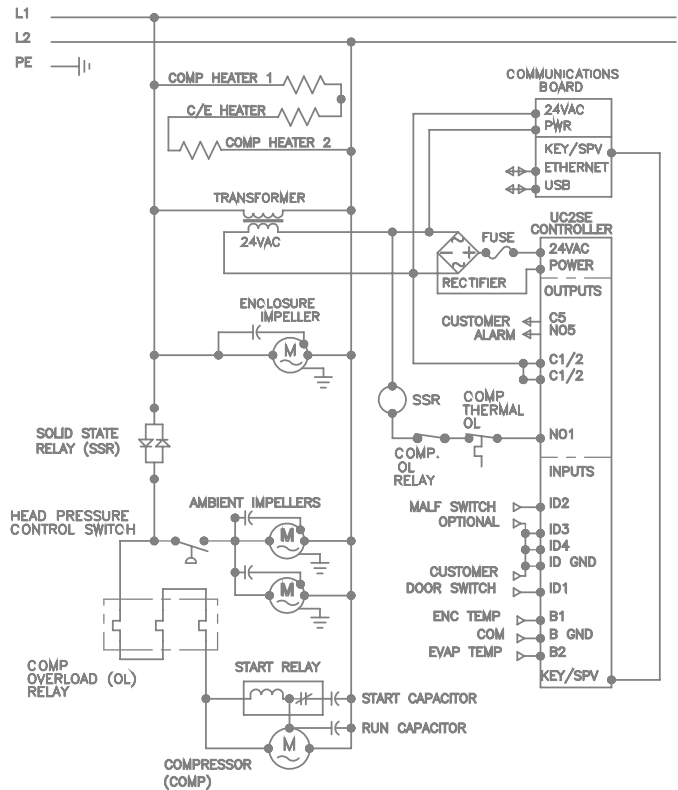 L1
L2
PE
COMP HEATER 1
C/E HEATER
COMP HEATER 2
COMMUNICATIONS
BOARD
24VAC
PWR
KEY/SPV
ETHERNET
USB
TRANSFORMER
24VAC
FUSE
RECTIFIER
UC2SE
CONTROLLER
24VAC
POWER
OUTPUTS
CUSTOMER
ALARM
C5
NO5
C1/2
C1/2
ENCLOSURE
IMPELLER
M
SSR
COMP
THERMAL
OL
COMP.
OL
RELAY
NO1
SOLID STATE
RELAY (SSR)
INPUTS
HEAD PRESSURE
CONTROL SWITCH
AMBIENT IMPELLERS
M
M
MALF SWITCH
OPTIONAL
ID2
ID3
ID4
ID GND
CUSTOMER
DOOR SWITCH
ID1
ENC TEMP
B1
COM
B GND
EVAP TEMP
B2
KEY/SPV
COMP
OVERLOAD (OL)
RELAY
START RELAY
START CAPACITOR
RUN CAPACITOR
M
COMPRESSOR
(COMP)